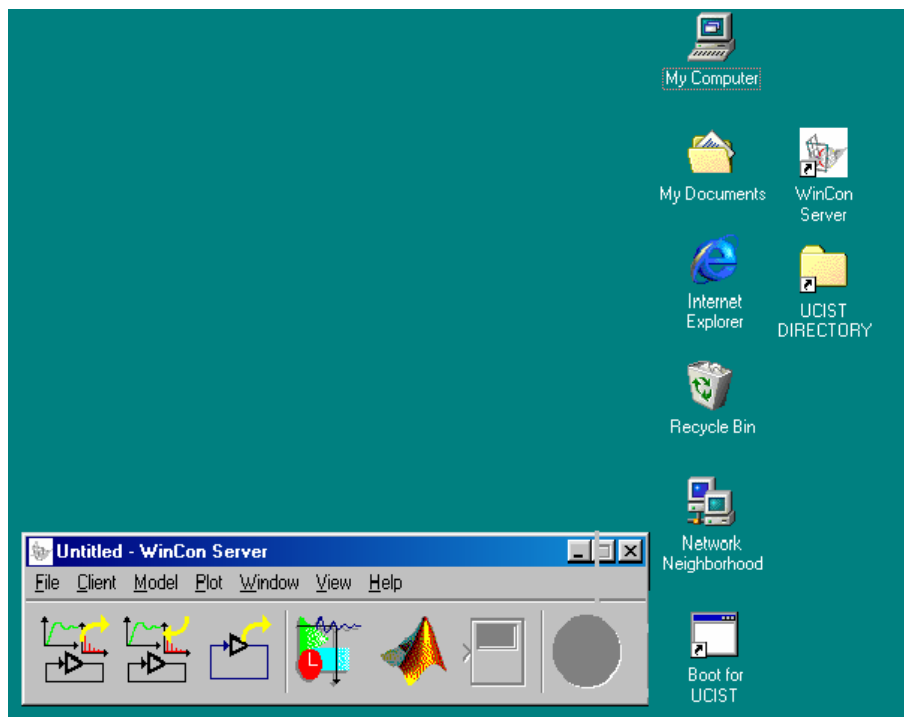 My Computer
My Documents
WinCon
Server
Internet
Explorer
UCIST
DIRECTORY
Recycle Bin
Network
Neighborhood
Boot for
UCIST
Untitled - WinCon Server
File Client Model Plot Window View Help